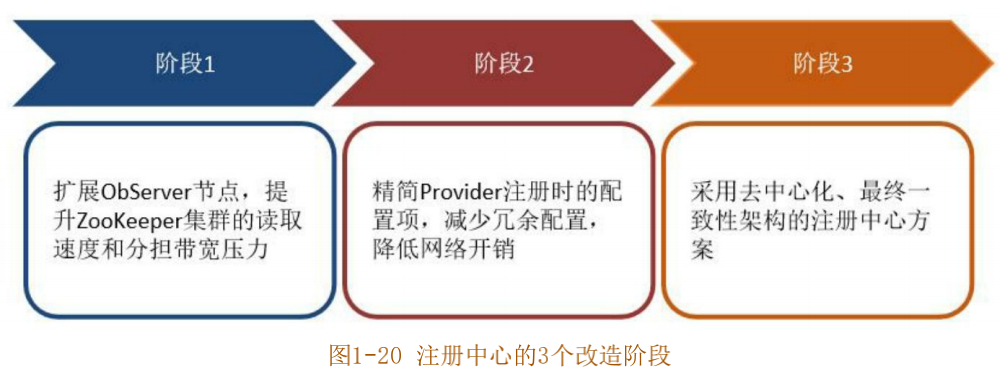 阶段1
阶段2
阶段3
扩展ObServer节点，提
升ZooKeeper集群的读取
速度和分担带宽压力
精简Provider注册时的配
置项，减少冗余配置，
降低网络开销
采用去中心化、最终一
致性架构的注册中心方
案
图1-20 注册中心的3个改造阶段